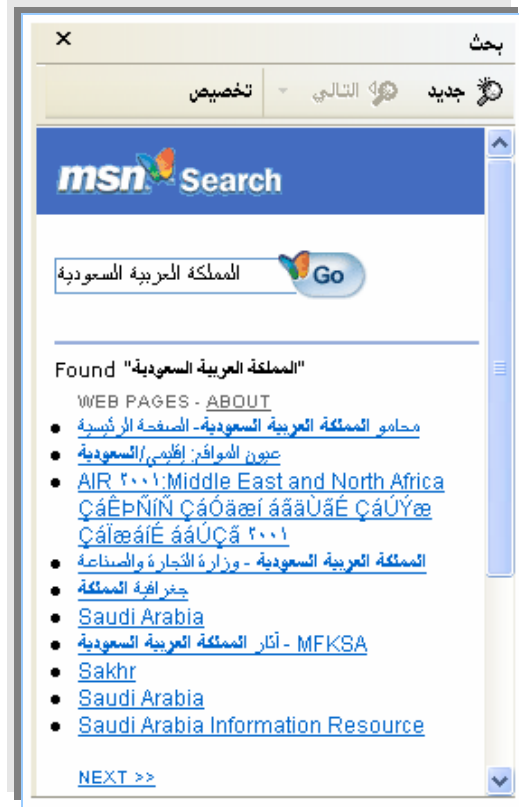 بحث
جديد التالي تخصيص
msn Search
المملكة العربية السعودية Go
Found "المملكة العربية السعودية"
WEB PAGES - ABOUT
محامو المملكة العربية السعودية- الصفحة الرئيسية
عيون المواقع: إقليمي/السعودية
AIR ٢٠٠١:Middle East and North Africa
ÇáÊÞÑíÑ ÇáÓäæí áãäÙãÉ ÇáÚÝæ
ÇáÏæáíÉ ááÚÇã ٢٠٠١
المملكة العربية السعودية - وزارة التجارة والصناعة
جغرافية المملكة
Saudi Arabia
MFKSA - آثار المملكة العربية السعودية
Sakhr
Saudi Arabia
Saudi Arabia Information Resource
NEXT >>